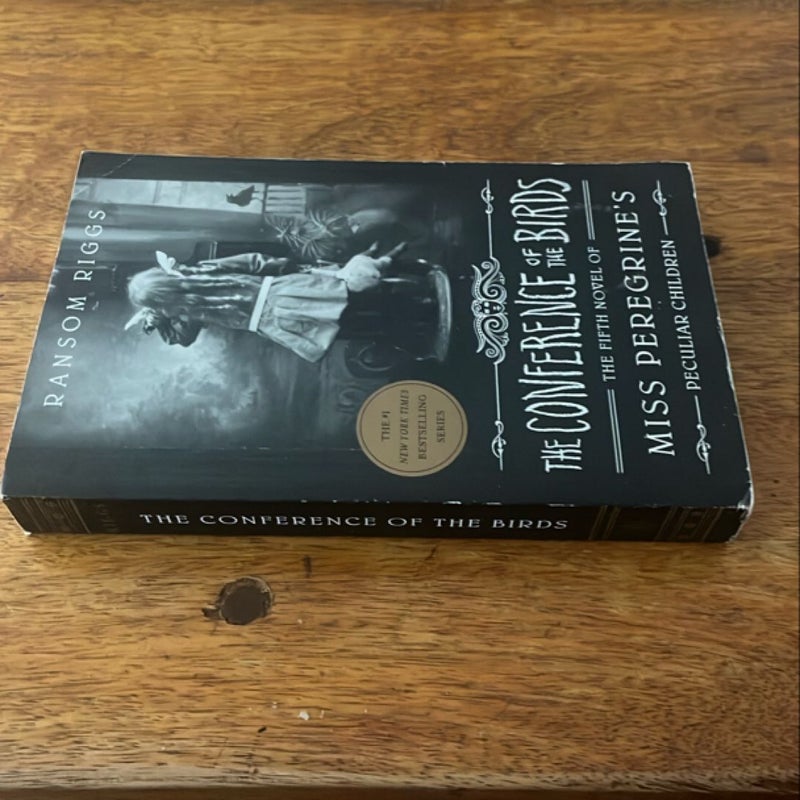 RANSOM RIGGS
THE #1
NEW YORK TIMES
BESTSELLING
SERIES
THE CONFERENCE OF THE BIRDS
THE FIFTH NOVEL OF
MISS PEREGRINE'S
PECULIAR CHILDREN
THE CONFERENCE OF THE BIRDS